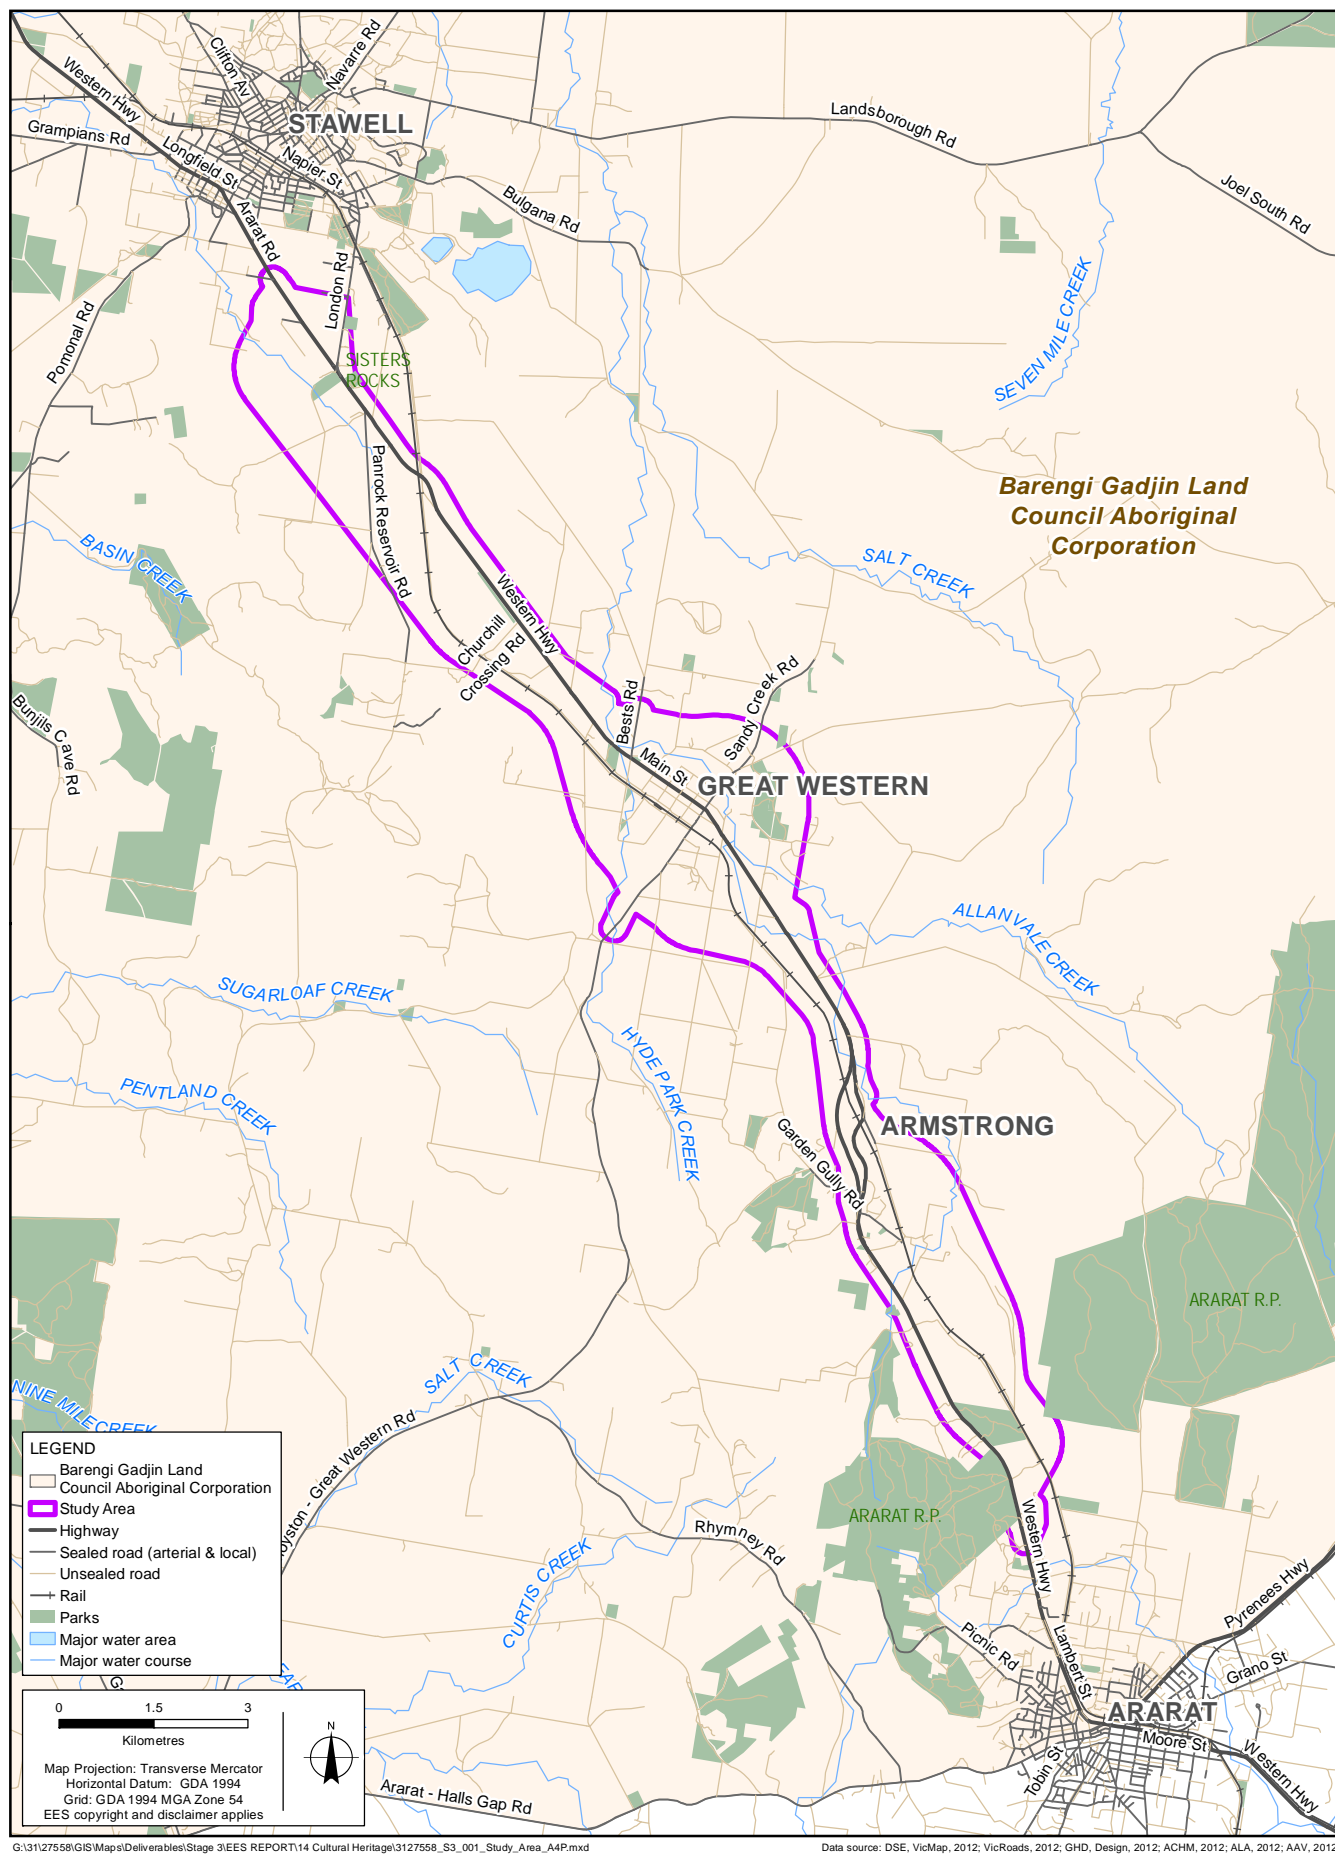 Clifton Av
Navarre Rd
Western Hwy
STAWELL
Landsborough Rd
Grampians Rd
Longfield St
Napier St
Joel South Rd
Bulgana Rd
Ararat Rd
London Rd
SEVEN MILE CREEK
Pomonal Rd
SISTERS
ROCKS
Panrock Reservoir Rd
Barengi Gadjin Land
Council Aboriginal
Corporation
BASIN CREEK
SALT CREEK
Western Hwy
Churchill
Crossing Rd
Bests Rd
Sandy Creek Rd
Bunjils Cave Rd
Main St
GREAT WESTERN
ALLANVALE CREEK
SUGARLOAF CREEK
HYDE PARK CREEK
PENTLAND CREEK
ARMSTRONG
Garden Gully Rd
ARARAT R.P.
SALT CREEK
NINE MILE CREEK
Great Western Rd
ARARAT R.P.
Rhymney Rd
Western Hwy
CURTIS CREEK
Pyrenees Hwy
Picnic Rd
Lambert St
Grano St
ARARAT
Moore St
Tobin St
Western Hwy
Ararat - Halls Gap Rd
LEGEND
Barengi Gadjin Land
Council Aboriginal Corporation
Study Area
Highway
Sealed road (arterial & local)
Unsealed road
Rail
Parks
Major water area
Major water course
0 1.5 3
Kilometres
N
Map Projection: Transverse Mercator
Horizontal Datum: GDA 1994
Grid: GDA 1994 MGA Zone 54
EES copyright and disclaimer applies
G:\31\27558\GIS\Maps\Deliverables\Stage 3\EES REPORT\14 Cultural Heritage\3127558_S3_001_Study_Area_A4P.mxd
Data source: DSE, VicMap, 2012; VicRoads, 2012; GHD, Design, 2012; ACHM, 2012; ALA, 2012; AAV, 2012